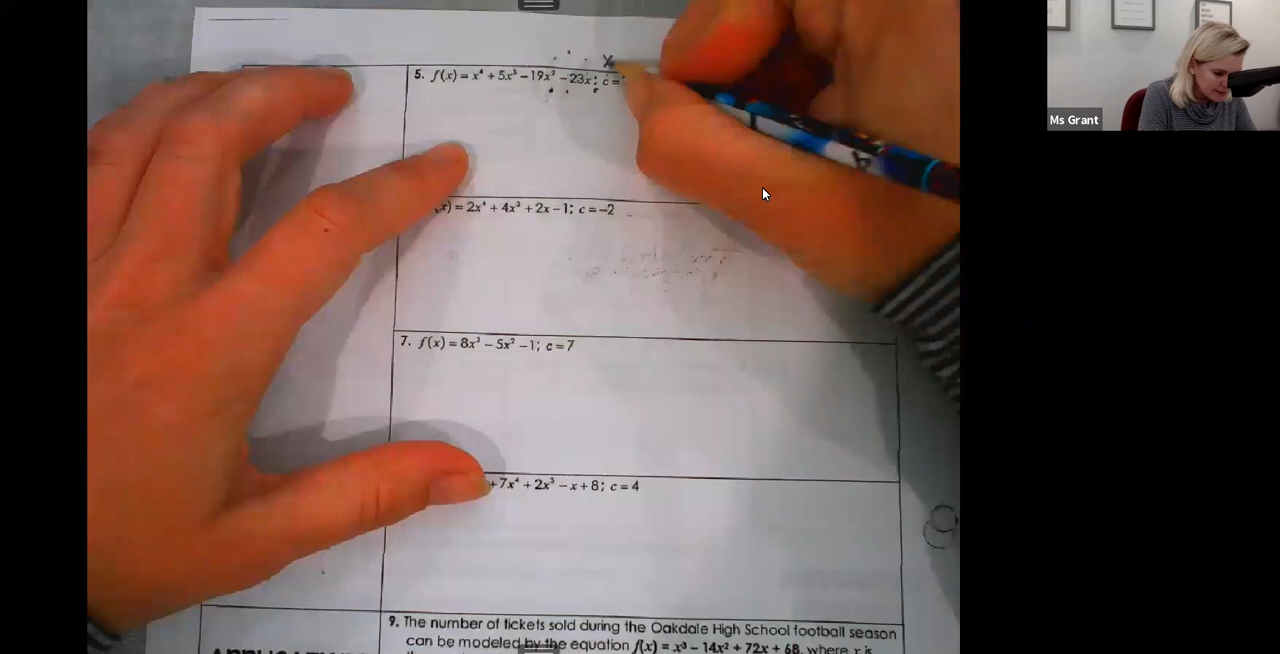 x
5. f(x) = x⁴ + 5x³ – 19x² – 23x; c =
x) = 2x⁴ + 4x³ + 2x – 1; c = –2
7. f(x) = 8x³ – 5x² – 1; c = 7
+7x⁴ + 2x³ – x + 8; c = 4
9. The number of tickets sold during the Oakdale High School football season
can be modeled by the equation f(x) = x³ – 14x² + 72x + 68, where x is
Ms Grant